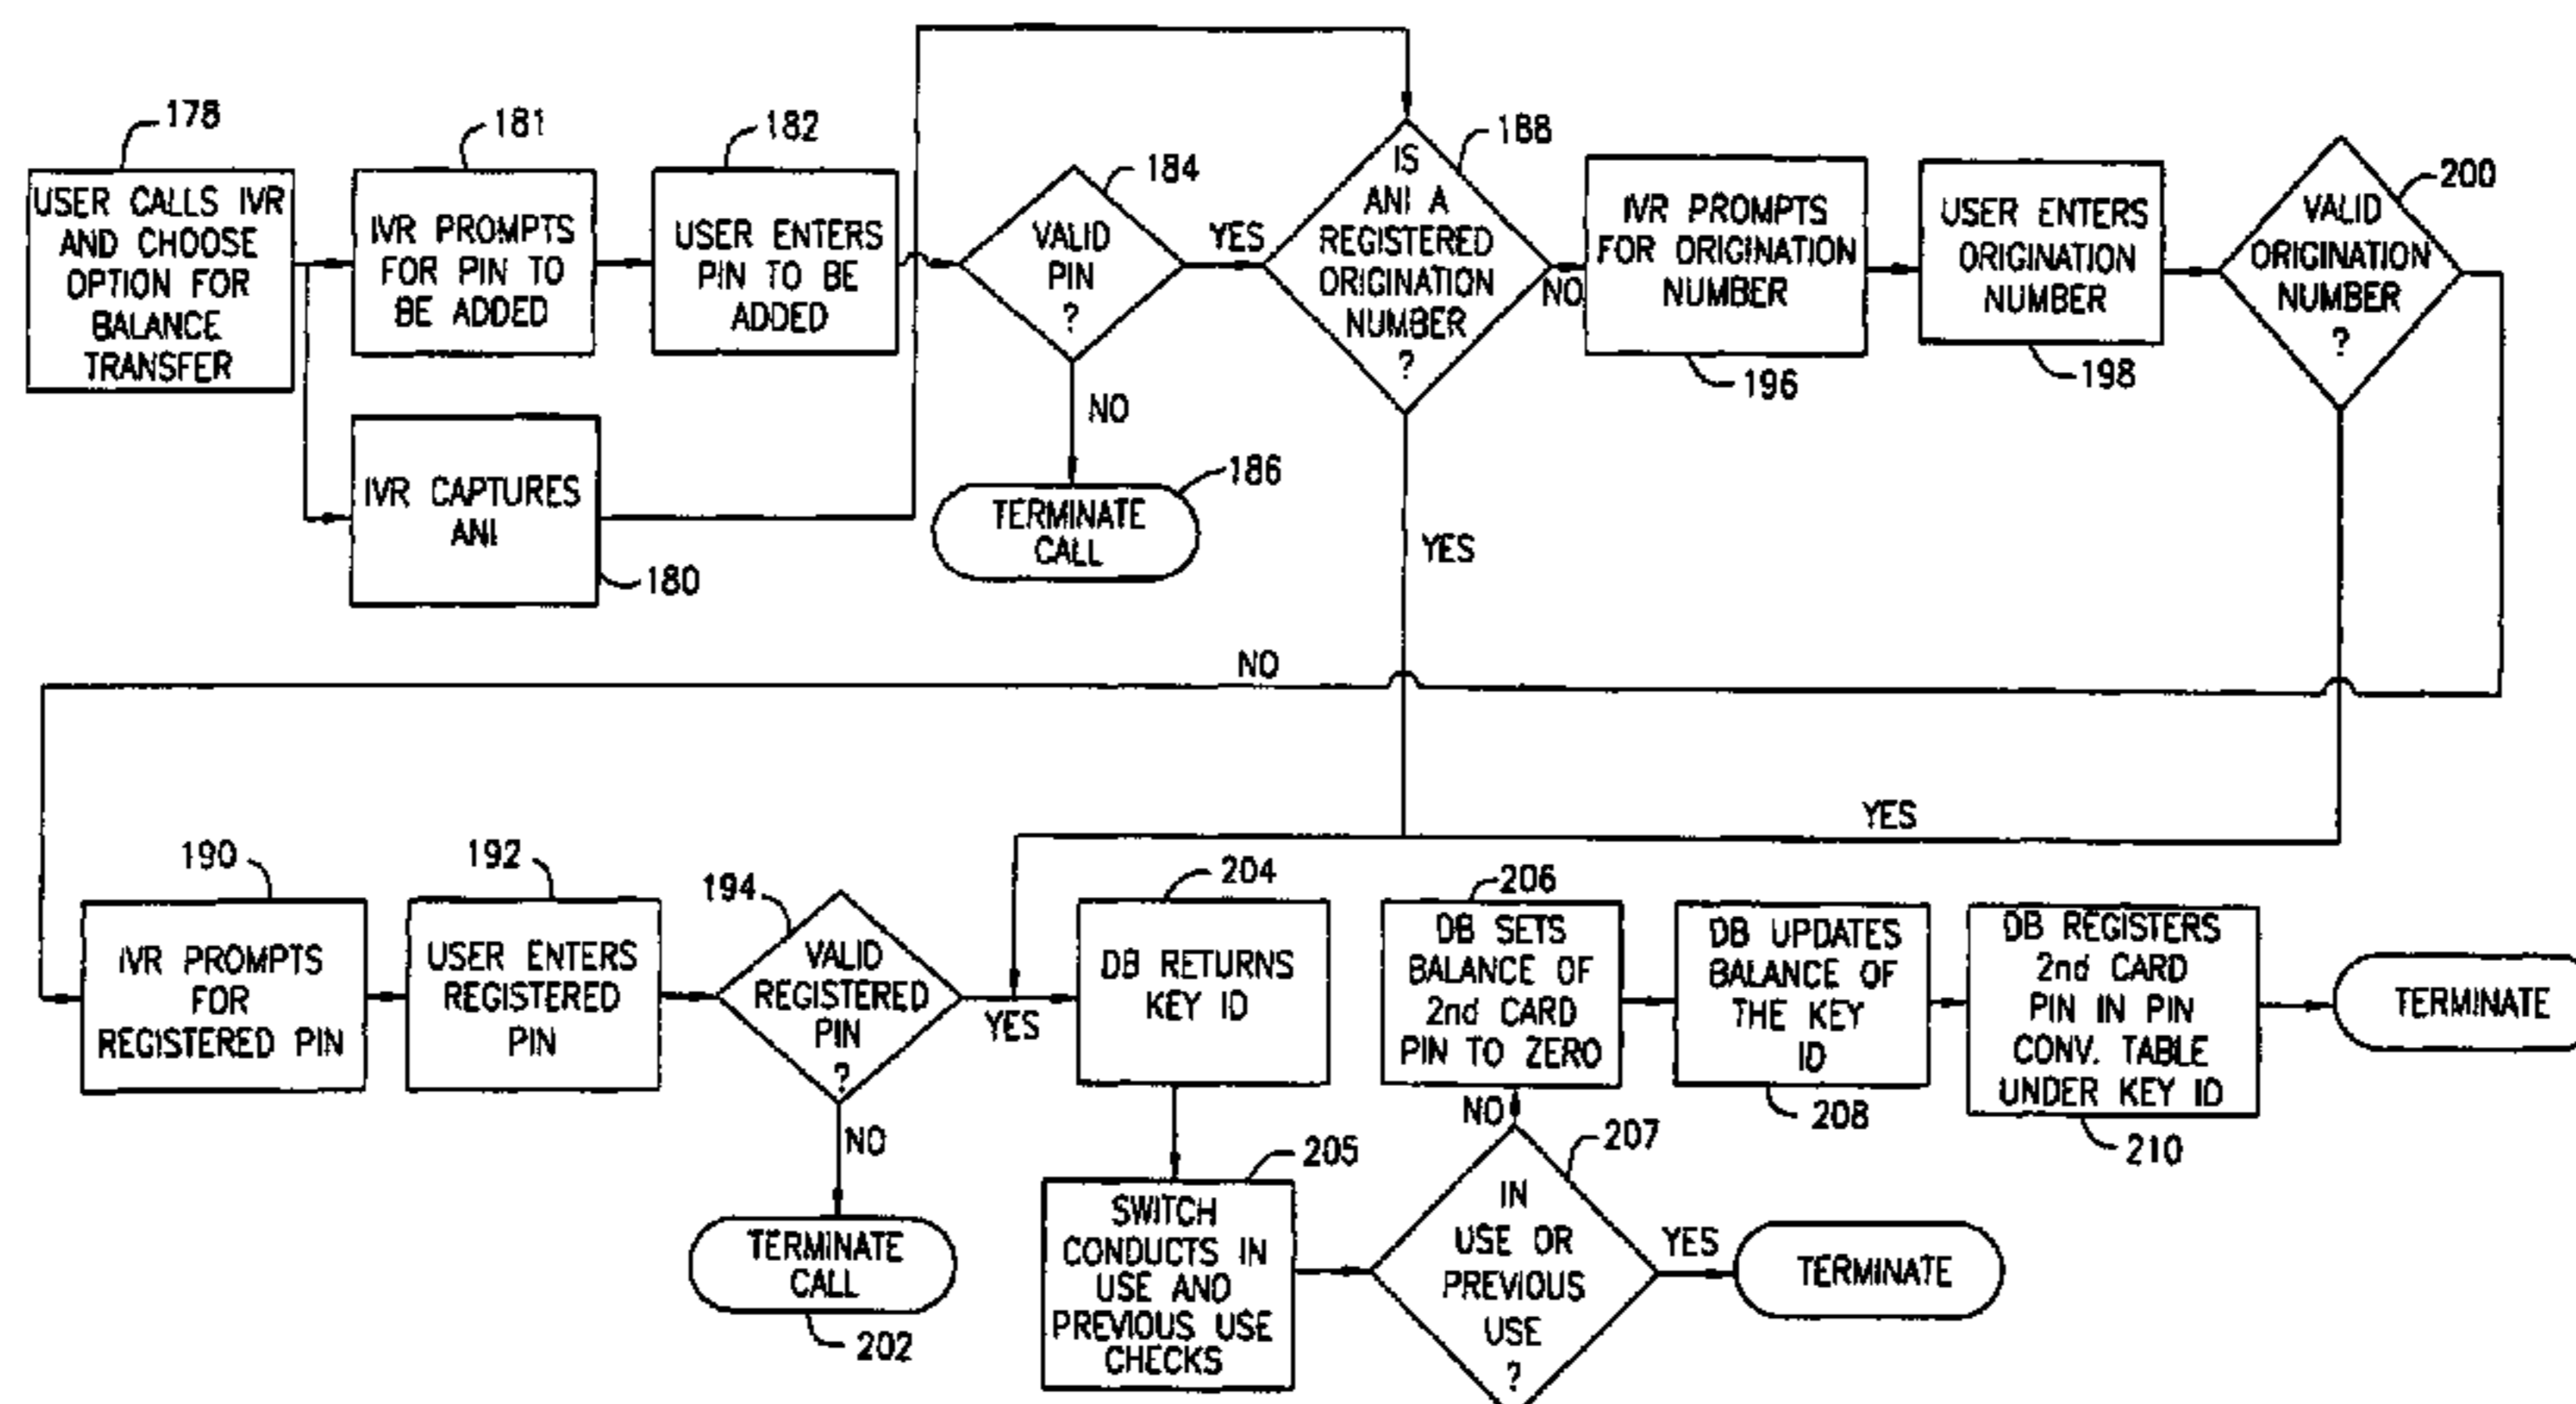 178
USER CALLS IVR
AND CHOOSE
OPTION FOR
BALANCE
TRANSFER
181
IVR PROMPTS
FOR PIN TO
BE ADDED
182
USER ENTERS
PIN TO BE
ADDED
184
VALID
PIN
?
YES
NO
186
TERMINATE
CALL
IVR CAPTURES
ANI
180
188
IS
ANI A
REGISTERED
ORIGINATION
NUMBER
?
NO
YES
IVR PROMPTS
FOR ORIGINATION
NUMBER
196
USER ENTERS
ORIGINATION
NUMBER
198
200
VALID
ORIGINATION
NUMBER
?
NO
YES
190
IVR PROMPTS
FOR
REGISTERED PIN
192
USER ENTERS
REGISTERED
PIN
194
VALID
REGISTERED
PIN
?
YES
NO
TERMINATE
CALL
202
204
DB RETURNS
KEY ID
205
SWITCH
CONDUCTS IN
USE AND
PREVIOUS USE
CHECKS
206
DB SETS
BALANCE OF
2nd CARD
PIN TO ZERO
NO
207
IN
USE OR
PREVIOUS
USE
?
YES
TERMINATE
DB UPDATES
BALANCE OF
THE KEY
ID
208
DB REGISTERS
2nd CARD
PIN IN PIN
CONV. TABLE
UNDER KEY ID
210
TERMINATE